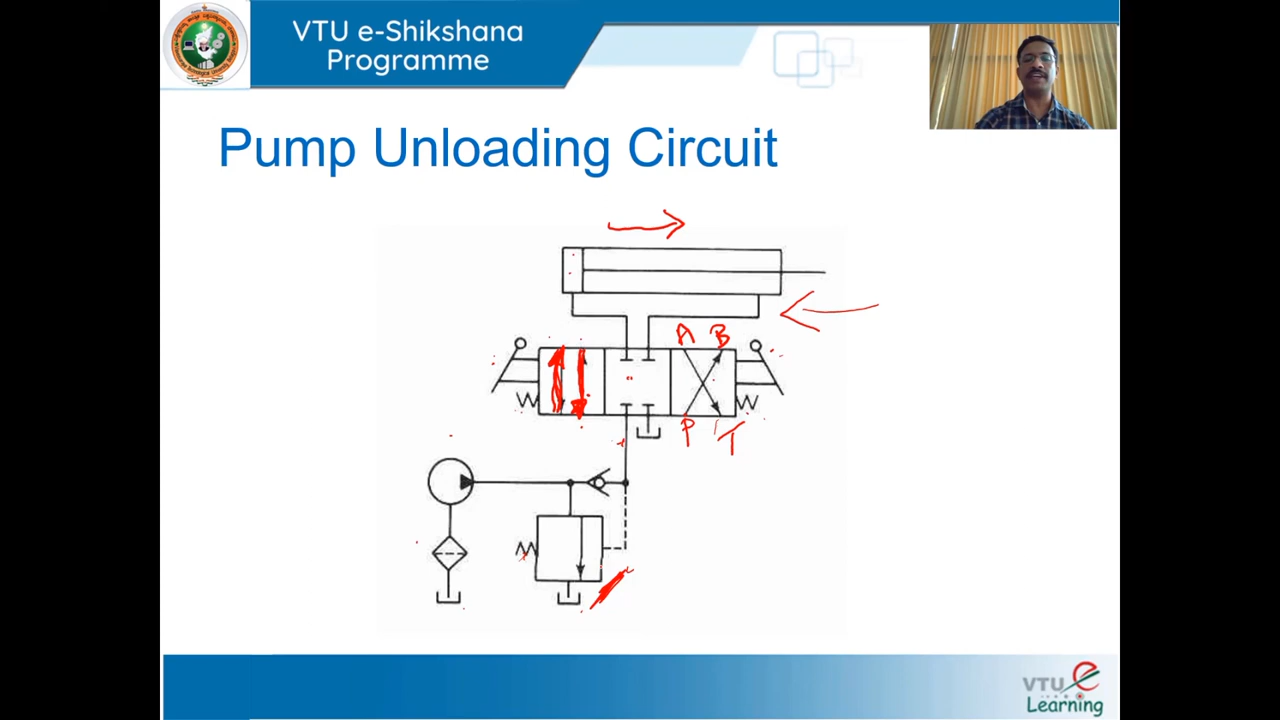 VTU e-Shikshana
Programme
Pump Unloading Circuit
A B
P T
VTU e
Learning